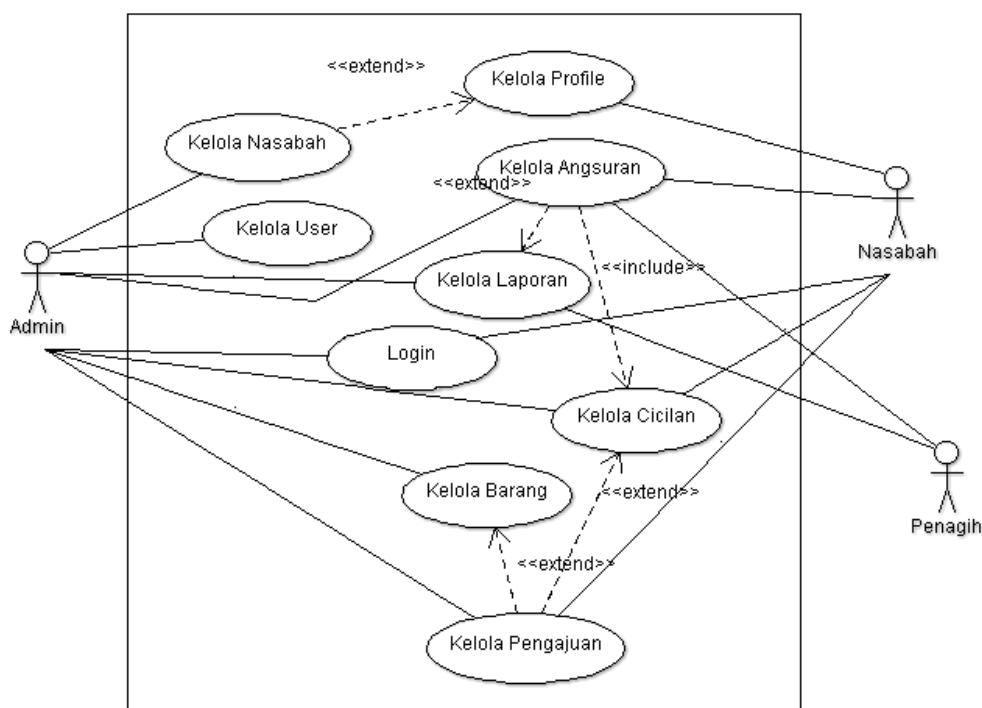 <<extend>>
Kelola Profile
Kelola Nasabah
Kelola Angsuran
<<extend>>
Kelola User
Nasabah
<<include>>
Kelola Laporan
Admin
Login
Kelola Cicilan
Kelola Barang
<<extend>>
Penagih
<<extend>>
Kelola Pengajuan